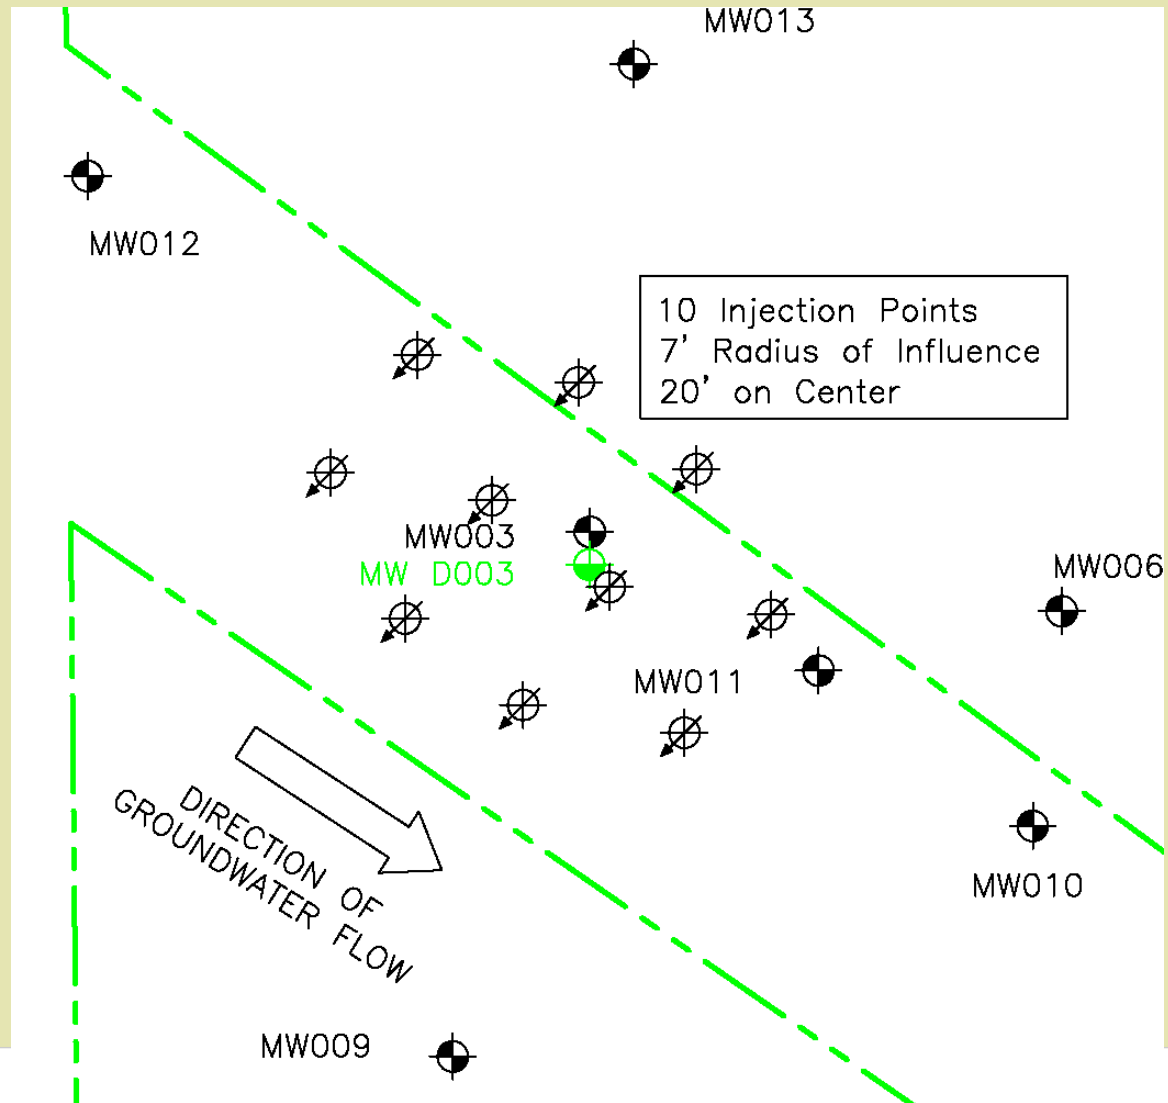 MW013
MW012
10 Injection Points
7' Radius of Influence
20' on Center
MW003
MW D003
MW006
MW011
DIRECTION OF
GROUNDWATER FLOW
MW010
MW009